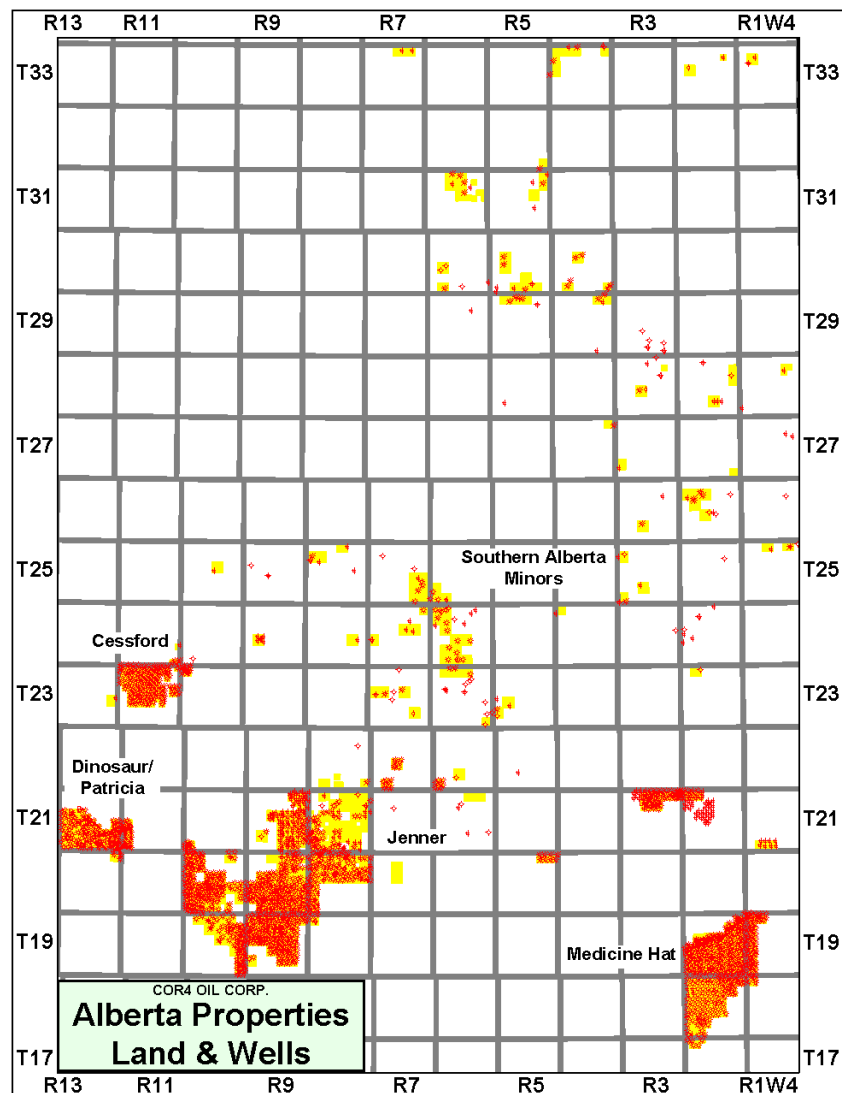 R13 R11 R9 R7 R5 R3 R1W4
T33 T33
T31 T31
T29 T29
T27 T27
Southern Alberta
Minors
T25 T25
Cessford
T23 T23
Dinosaur/
Patricia
T21 T21
Jenner
T19 T19
Medicine Hat
COR4 OIL CORP.
Alberta Properties
Land & Wells
T17 T17
R13 R11 R9 R7 R5 R3 R1W4